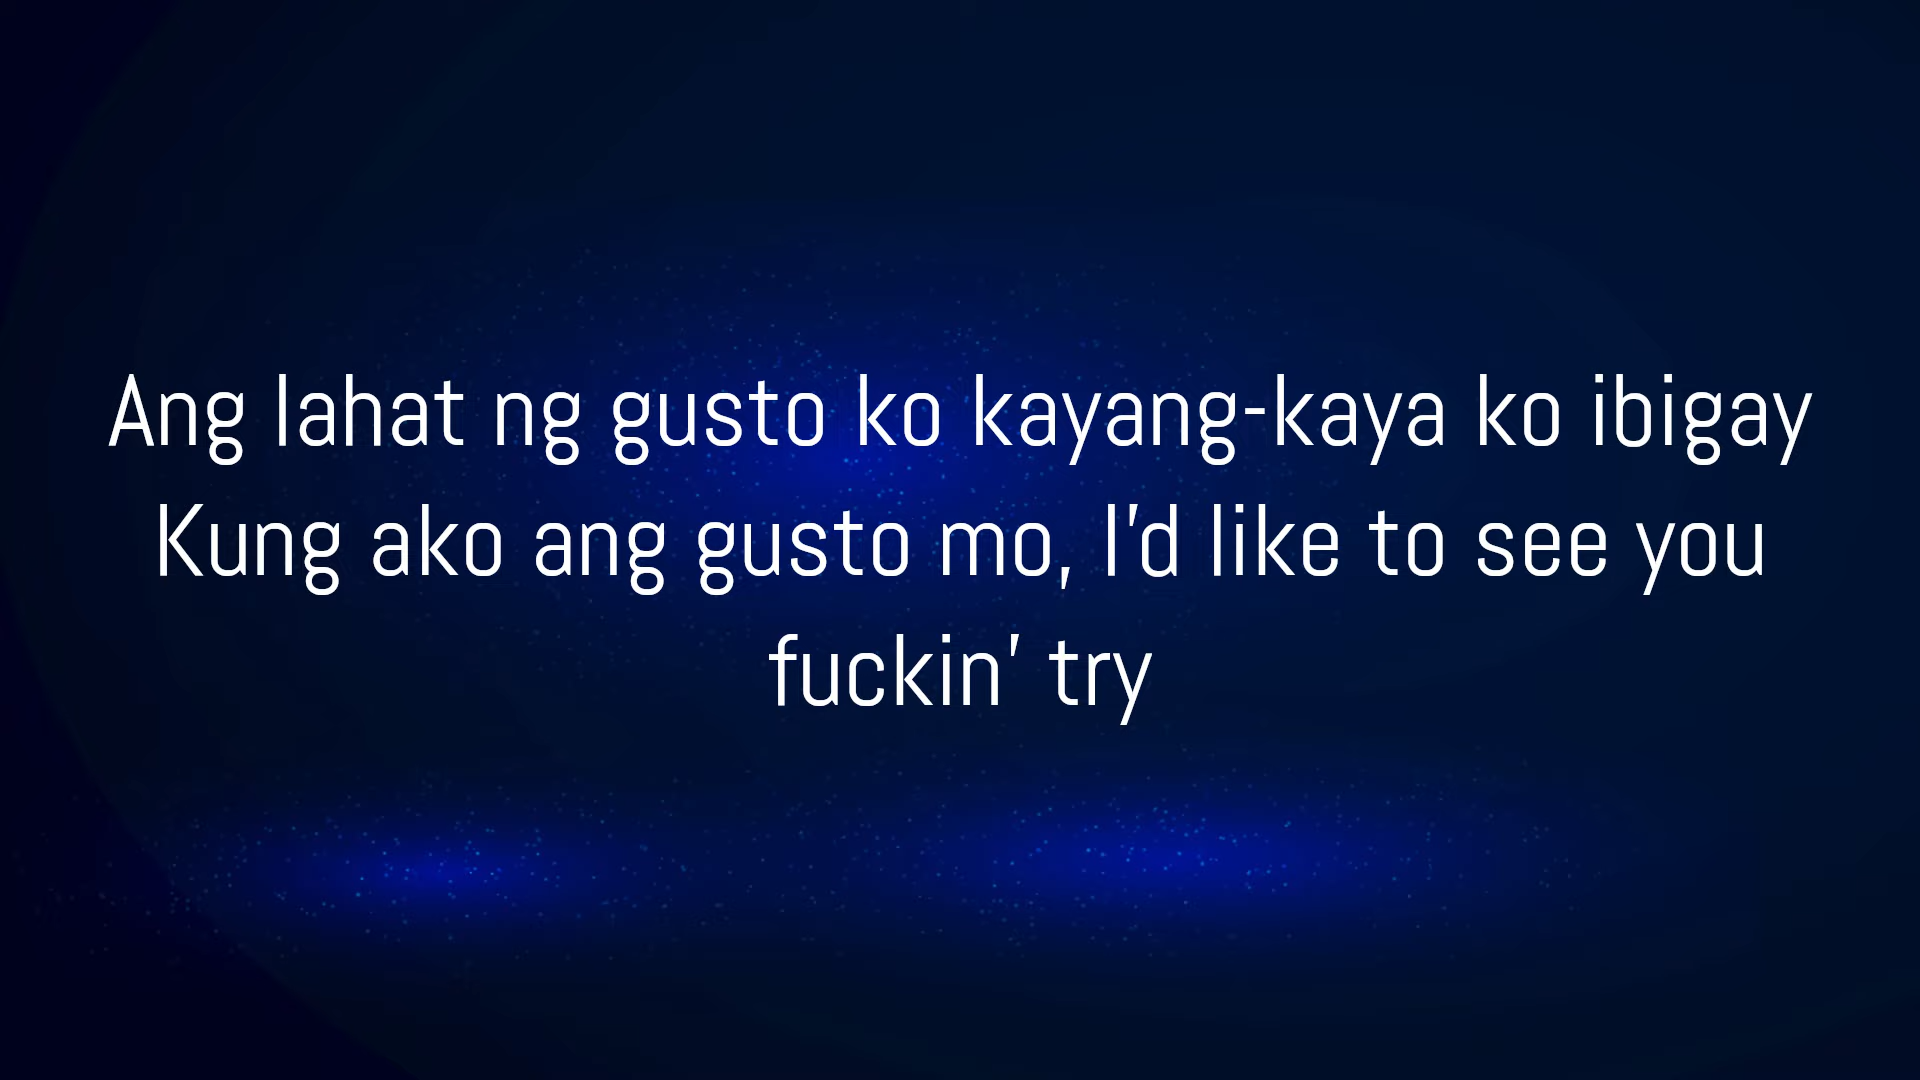 Ang lahat ng gusto ko kayang-kaya ko ibigay
Kung ako ang gusto mo, I'd like to see you
fuckin' try